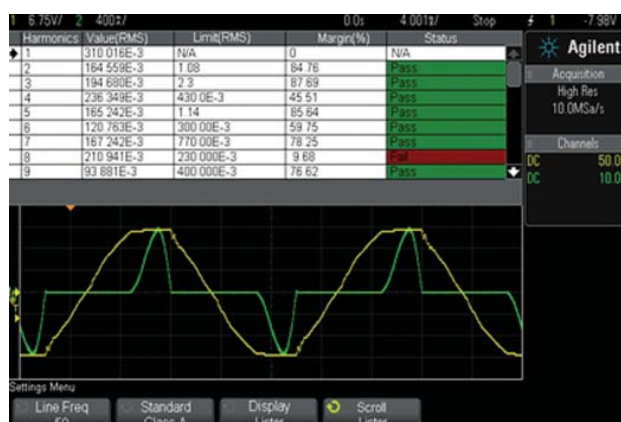 1 6.75V/ 2 400↕/ 0.0s 4.001↕/ Stop 1 -7.98V
Harmonics Value(RMS) Limit(RMS) Margin(%) Status
1 310.016E-3 N/A 0 N/A
2 164.559E-3 1.08 84.76 Pass
3 194.680E-3 2.3 87.69 Pass
4 236.349E-3 430.0E-3 45.51 Pass
5 165.242E-3 1.14 85.64 Pass
6 120.763E-3 300.00E-3 59.75 Pass
7 167.242E-3 770.00E-3 78.25 Pass
8 210.941E-3 230.000E-3 9.68 Fail
9 93.881E-3 400.000E-3 76.62 Pass
Agilent
Acquisition
High Res
10.0MSa/s
Channels
DC 50.0
DC 10.0
Settings Menu
Line Freq Standard Display Scroll
Class A